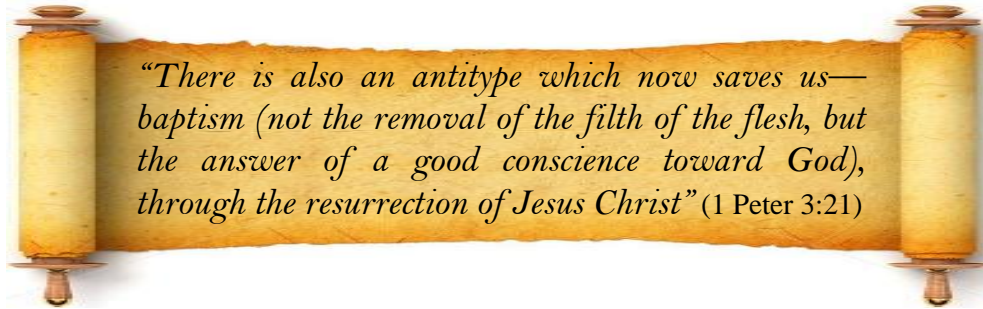 “There is also an antitype which now saves us—
baptism (not the removal of the filth of the flesh, but
the answer of a good conscience toward God),
through the resurrection of Jesus Christ” (1 Peter 3:21)